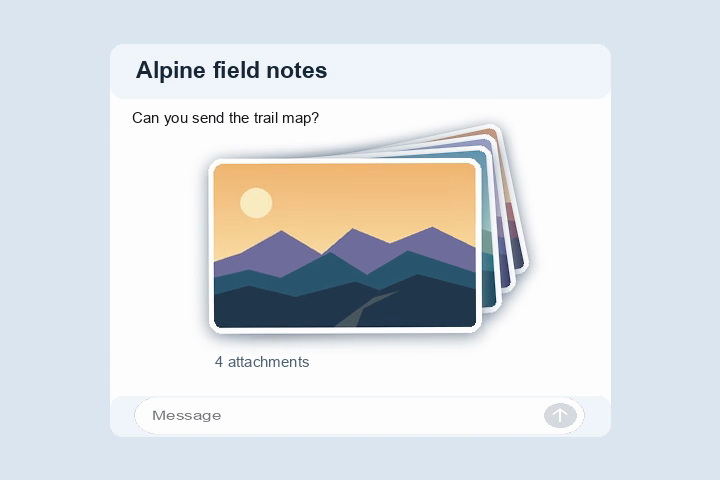 Alpine field notes
Can you send the trail map?
4 attachments
Message